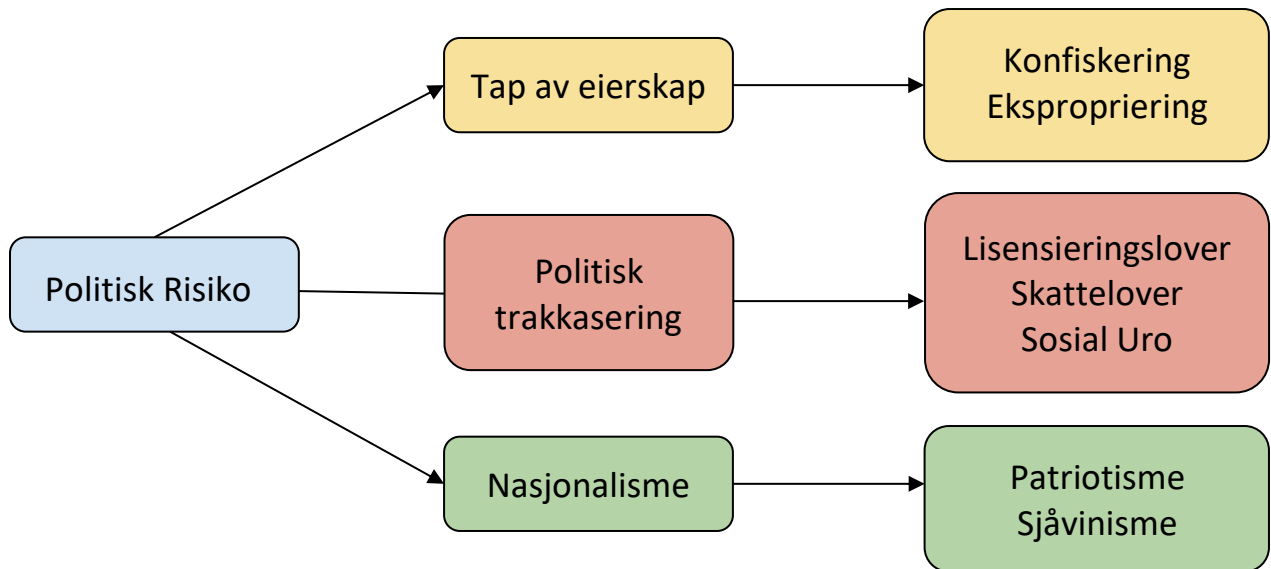 Politisk Risiko
Tap av eierskap
Konfiskering
Ekspropriering
Politisk
trakkasering
Lisensieringslover
Skattelover
Sosial Uro
Nasjonalisme
Patriotisme
Sjåvinisme